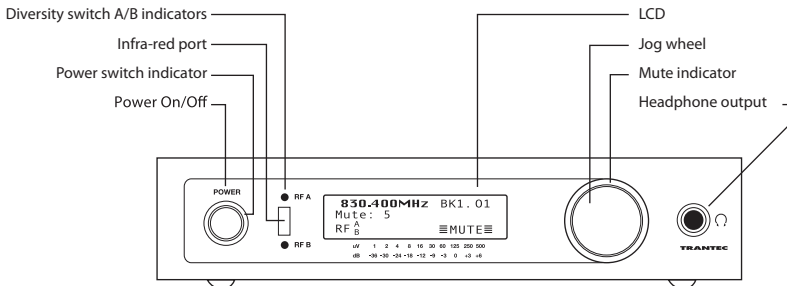 Diversity switch A/B indicators
Infra-red port
Power switch indicator
Power On/Off
LCD
Jog wheel
Mute indicator
Headphone output
POWER
RF A
RF B
830.400MHz BK1.01
Mute: 5
RF A B ≣MUTE≣
uV 1 2 4 8 16 30 60 125 250 500
dB -36 -30 -24 -18 -12 -9 -3 0 +3 +6
TRANTEC